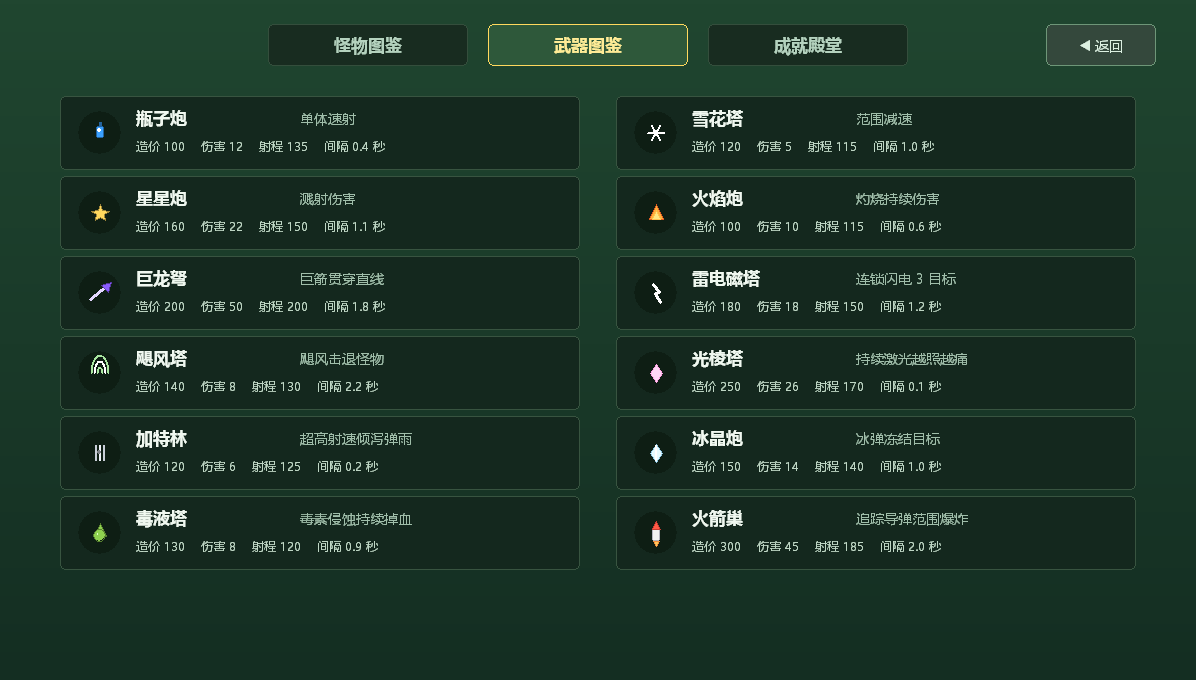 怪物图鉴 武器图鉴 成就殿堂 ◀ 返回
瓶子炮 单体速射
造价 100 伤害 12 射程 135 间隔 0.4 秒
雪花塔 范围减速
造价 120 伤害 5 射程 115 间隔 1.0 秒
星星炮 溅射伤害
造价 160 伤害 22 射程 150 间隔 1.1 秒
火焰炮 灼烧持续伤害
造价 100 伤害 10 射程 115 间隔 0.6 秒
巨龙弩 巨箭贯穿直线
造价 200 伤害 50 射程 200 间隔 1.8 秒
雷电磁塔 连锁闪电 3 目标
造价 180 伤害 18 射程 150 间隔 1.2 秒
飓风塔 飓风击退怪物
造价 140 伤害 8 射程 130 间隔 2.2 秒
光棱塔 持续激光越照越痛
造价 250 伤害 26 射程 170 间隔 0.1 秒
加特林 超高射速倾泻弹雨
造价 120 伤害 6 射程 125 间隔 0.2 秒
冰晶炮 冰弹冻结目标
造价 150 伤害 14 射程 140 间隔 1.0 秒
毒液塔 毒素侵蚀持续掉血
造价 130 伤害 8 射程 120 间隔 0.9 秒
火箭巢 追踪导弹范围爆炸
造价 300 伤害 45 射程 185 间隔 2.0 秒